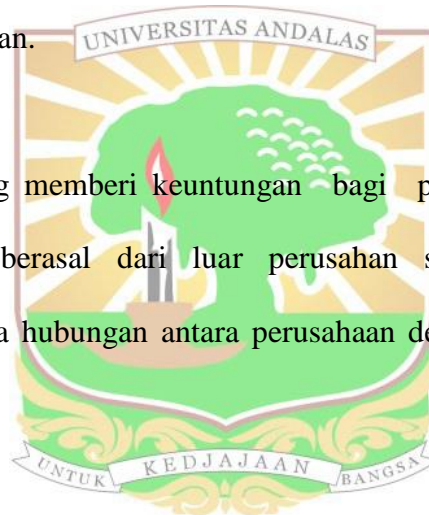 an.
UNIVERSITAS ANDALAS
g memberi keuntungan bagi p
berasal dari luar perusahan s
a hubungan antara perusahaan de
UNTUK KEDJAJAAN BANGSA